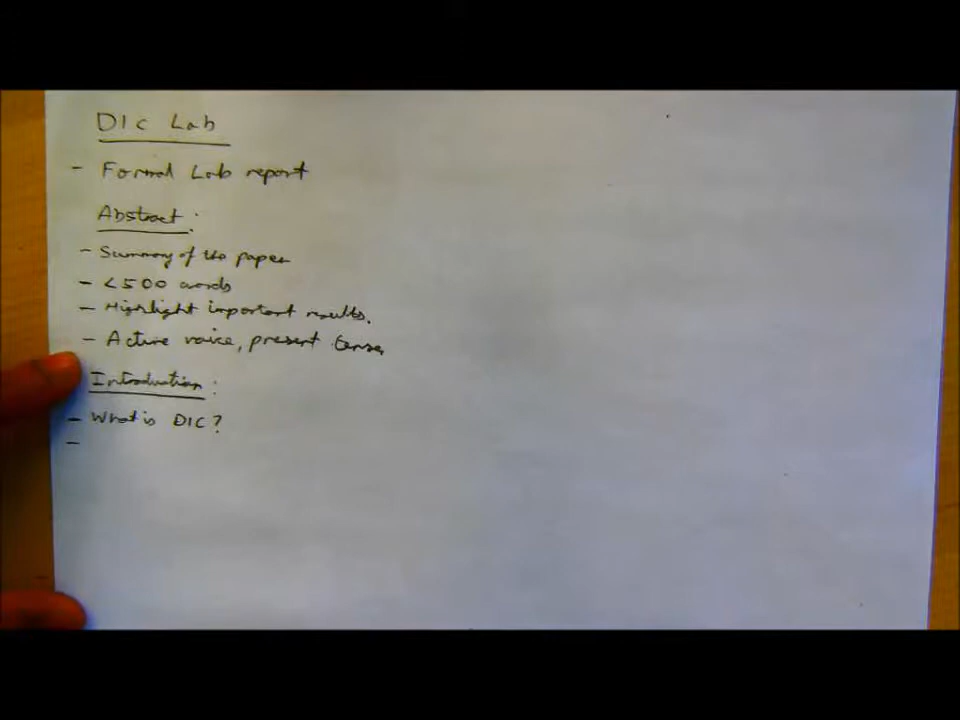 DIC Lab
- Formal Lab report
Abstract:
- Summary of the paper
- <500 words
- Highlight important results.
- Active voice, present tense,
Introduction:
- What is DIC?
-